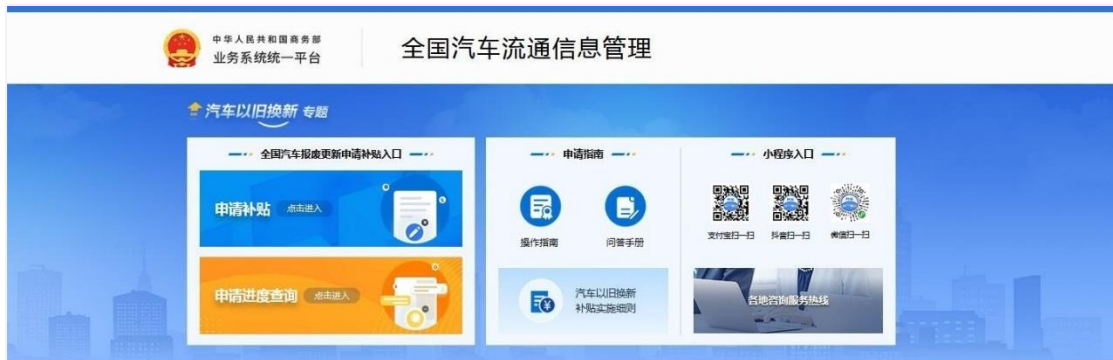 中华人民共和国商务部
业务系统统一平台
全国汽车流通信息管理
汽车以旧换新 专题
全国汽车报废更新申请补贴入口
申请补贴 点击进入
申请进度查询 点击进入
申请指南
操作指南
问答手册
汽车以旧换新
补贴实施细则
小程序入口
支付宝扫一扫
抖音扫一扫
微信扫一扫
各地咨询服务热线